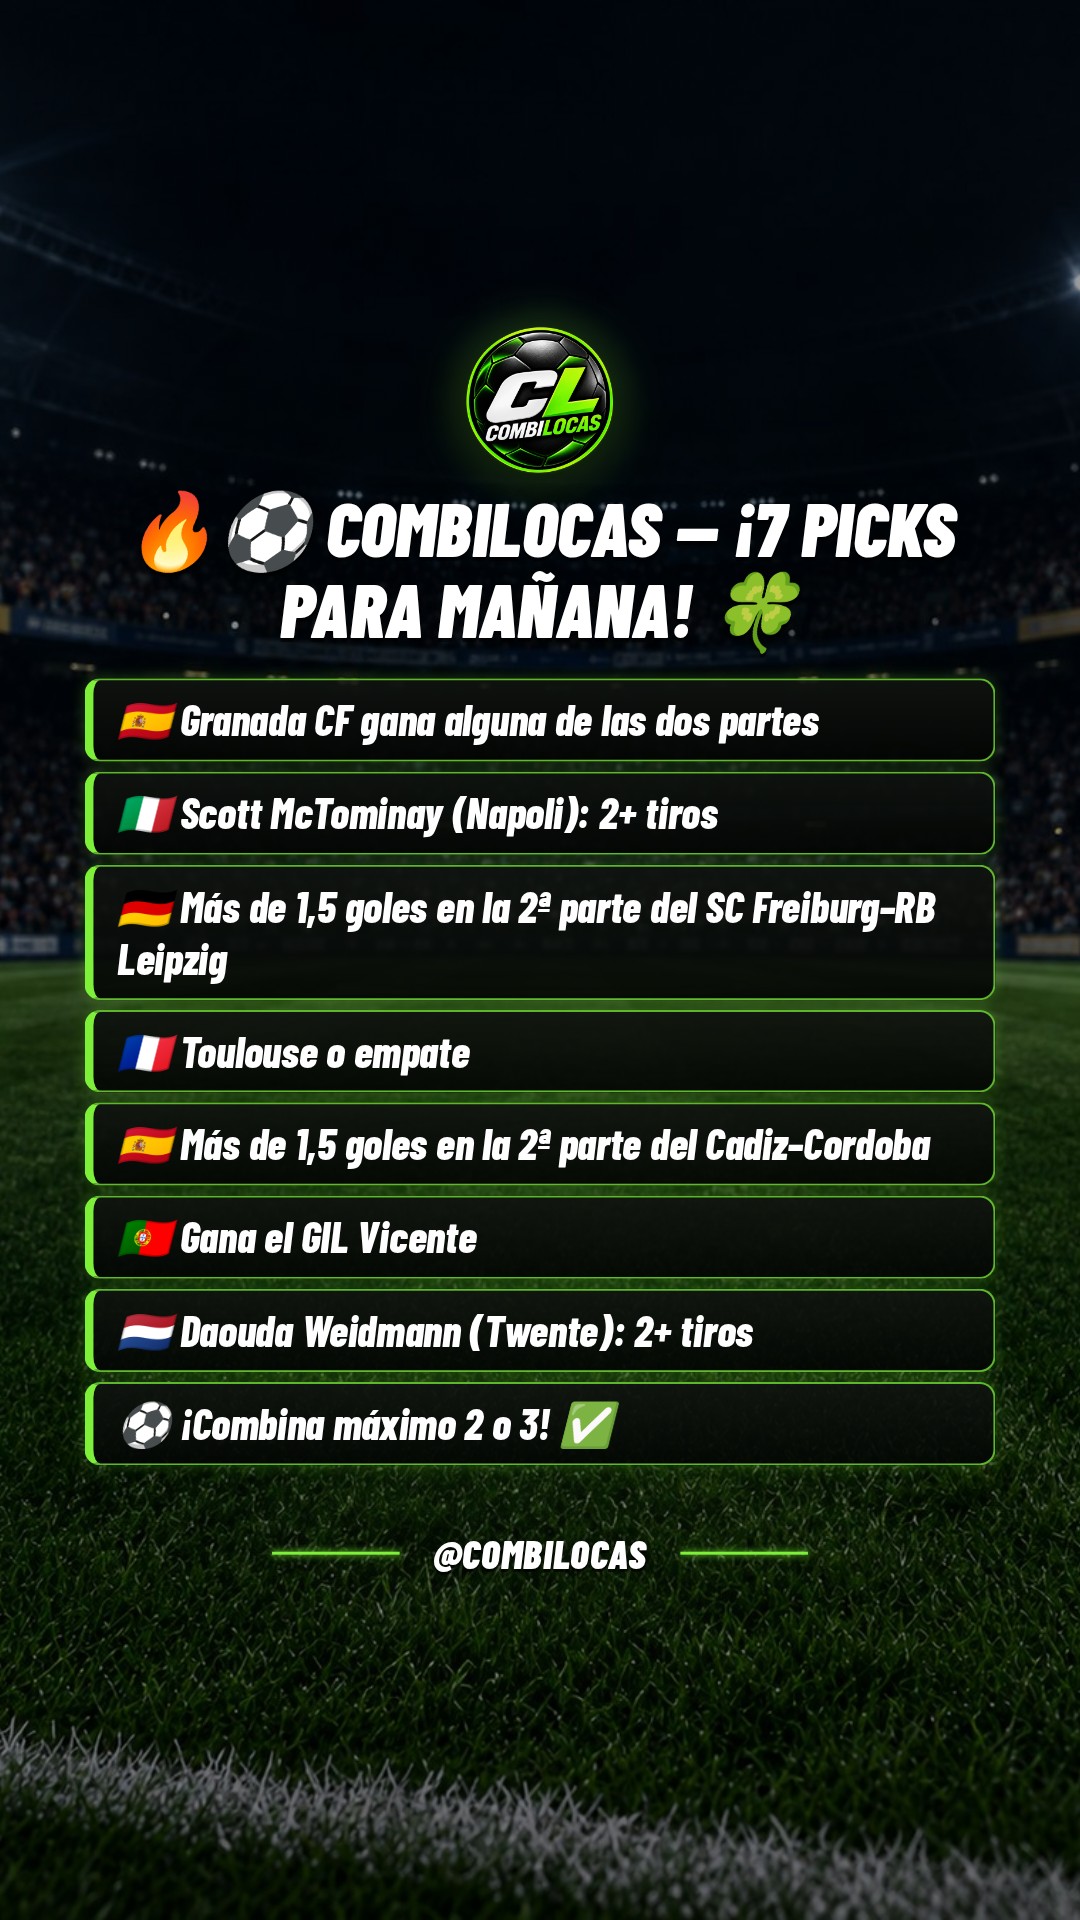 CL
COMBILOCAS
🔥⚽ COMBILOCAS – ¡7 PICKS
PARA MAÑANA! 🍀
🇪🇸 Granada CF gana alguna de las dos partes
🇮🇹 Scott McTominay (Napoli): 2+ tiros
🇩🇪 Más de 1,5 goles en la 2ª parte del SC Freiburg-RB
Leipzig
🇫🇷 Toulouse o empate
🇪🇸 Más de 1,5 goles en la 2ª parte del Cadiz-Cordoba
🇵🇹 Gana el GIL Vicente
🇳🇱 Daouda Weidmann (Twente): 2+ tiros
⚽ ¡Combina máximo 2 o 3! ✅
@COMBILOCAS